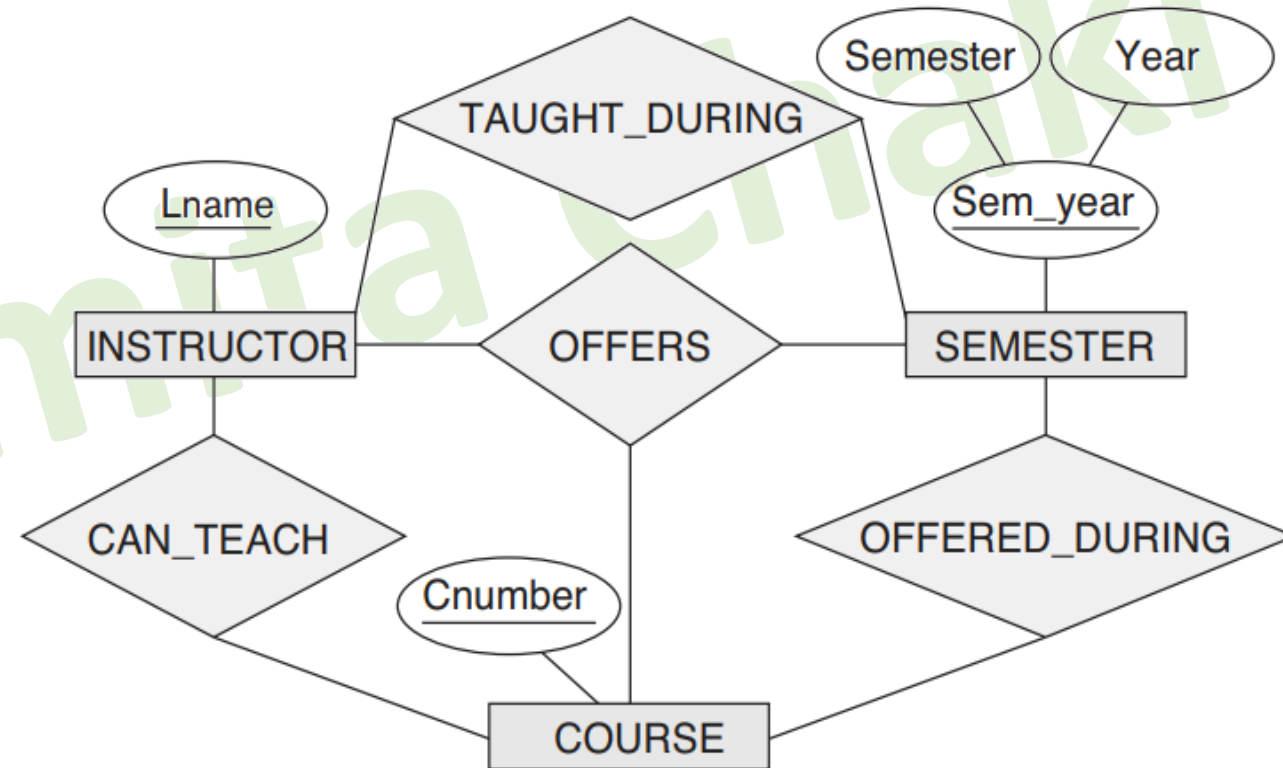 Semester
Year
TAUGHT_DURING
Lname
Sem_year
INSTRUCTOR
OFFERS
SEMESTER
CAN_TEACH
OFFERED_DURING
Cnumber
COURSE